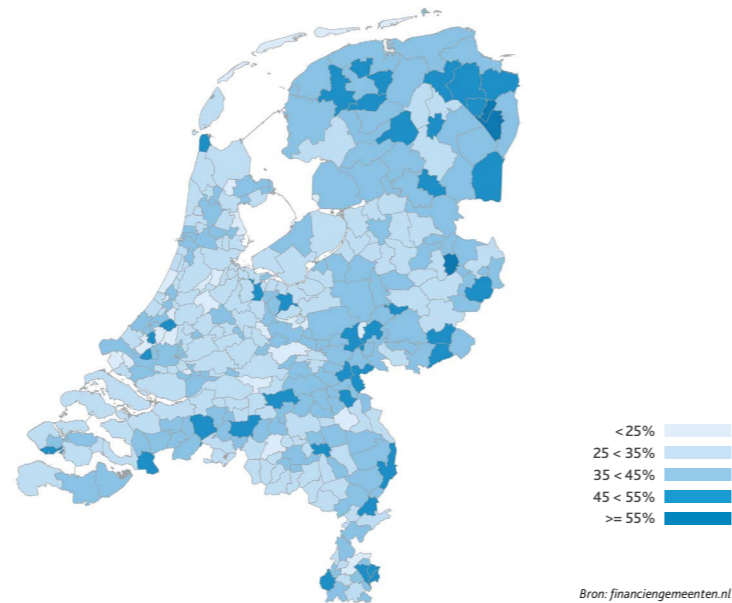 <25%
25 < 35%
35 < 45%
45 < 55%
>= 55%
Bron: financiengemeenten.nl